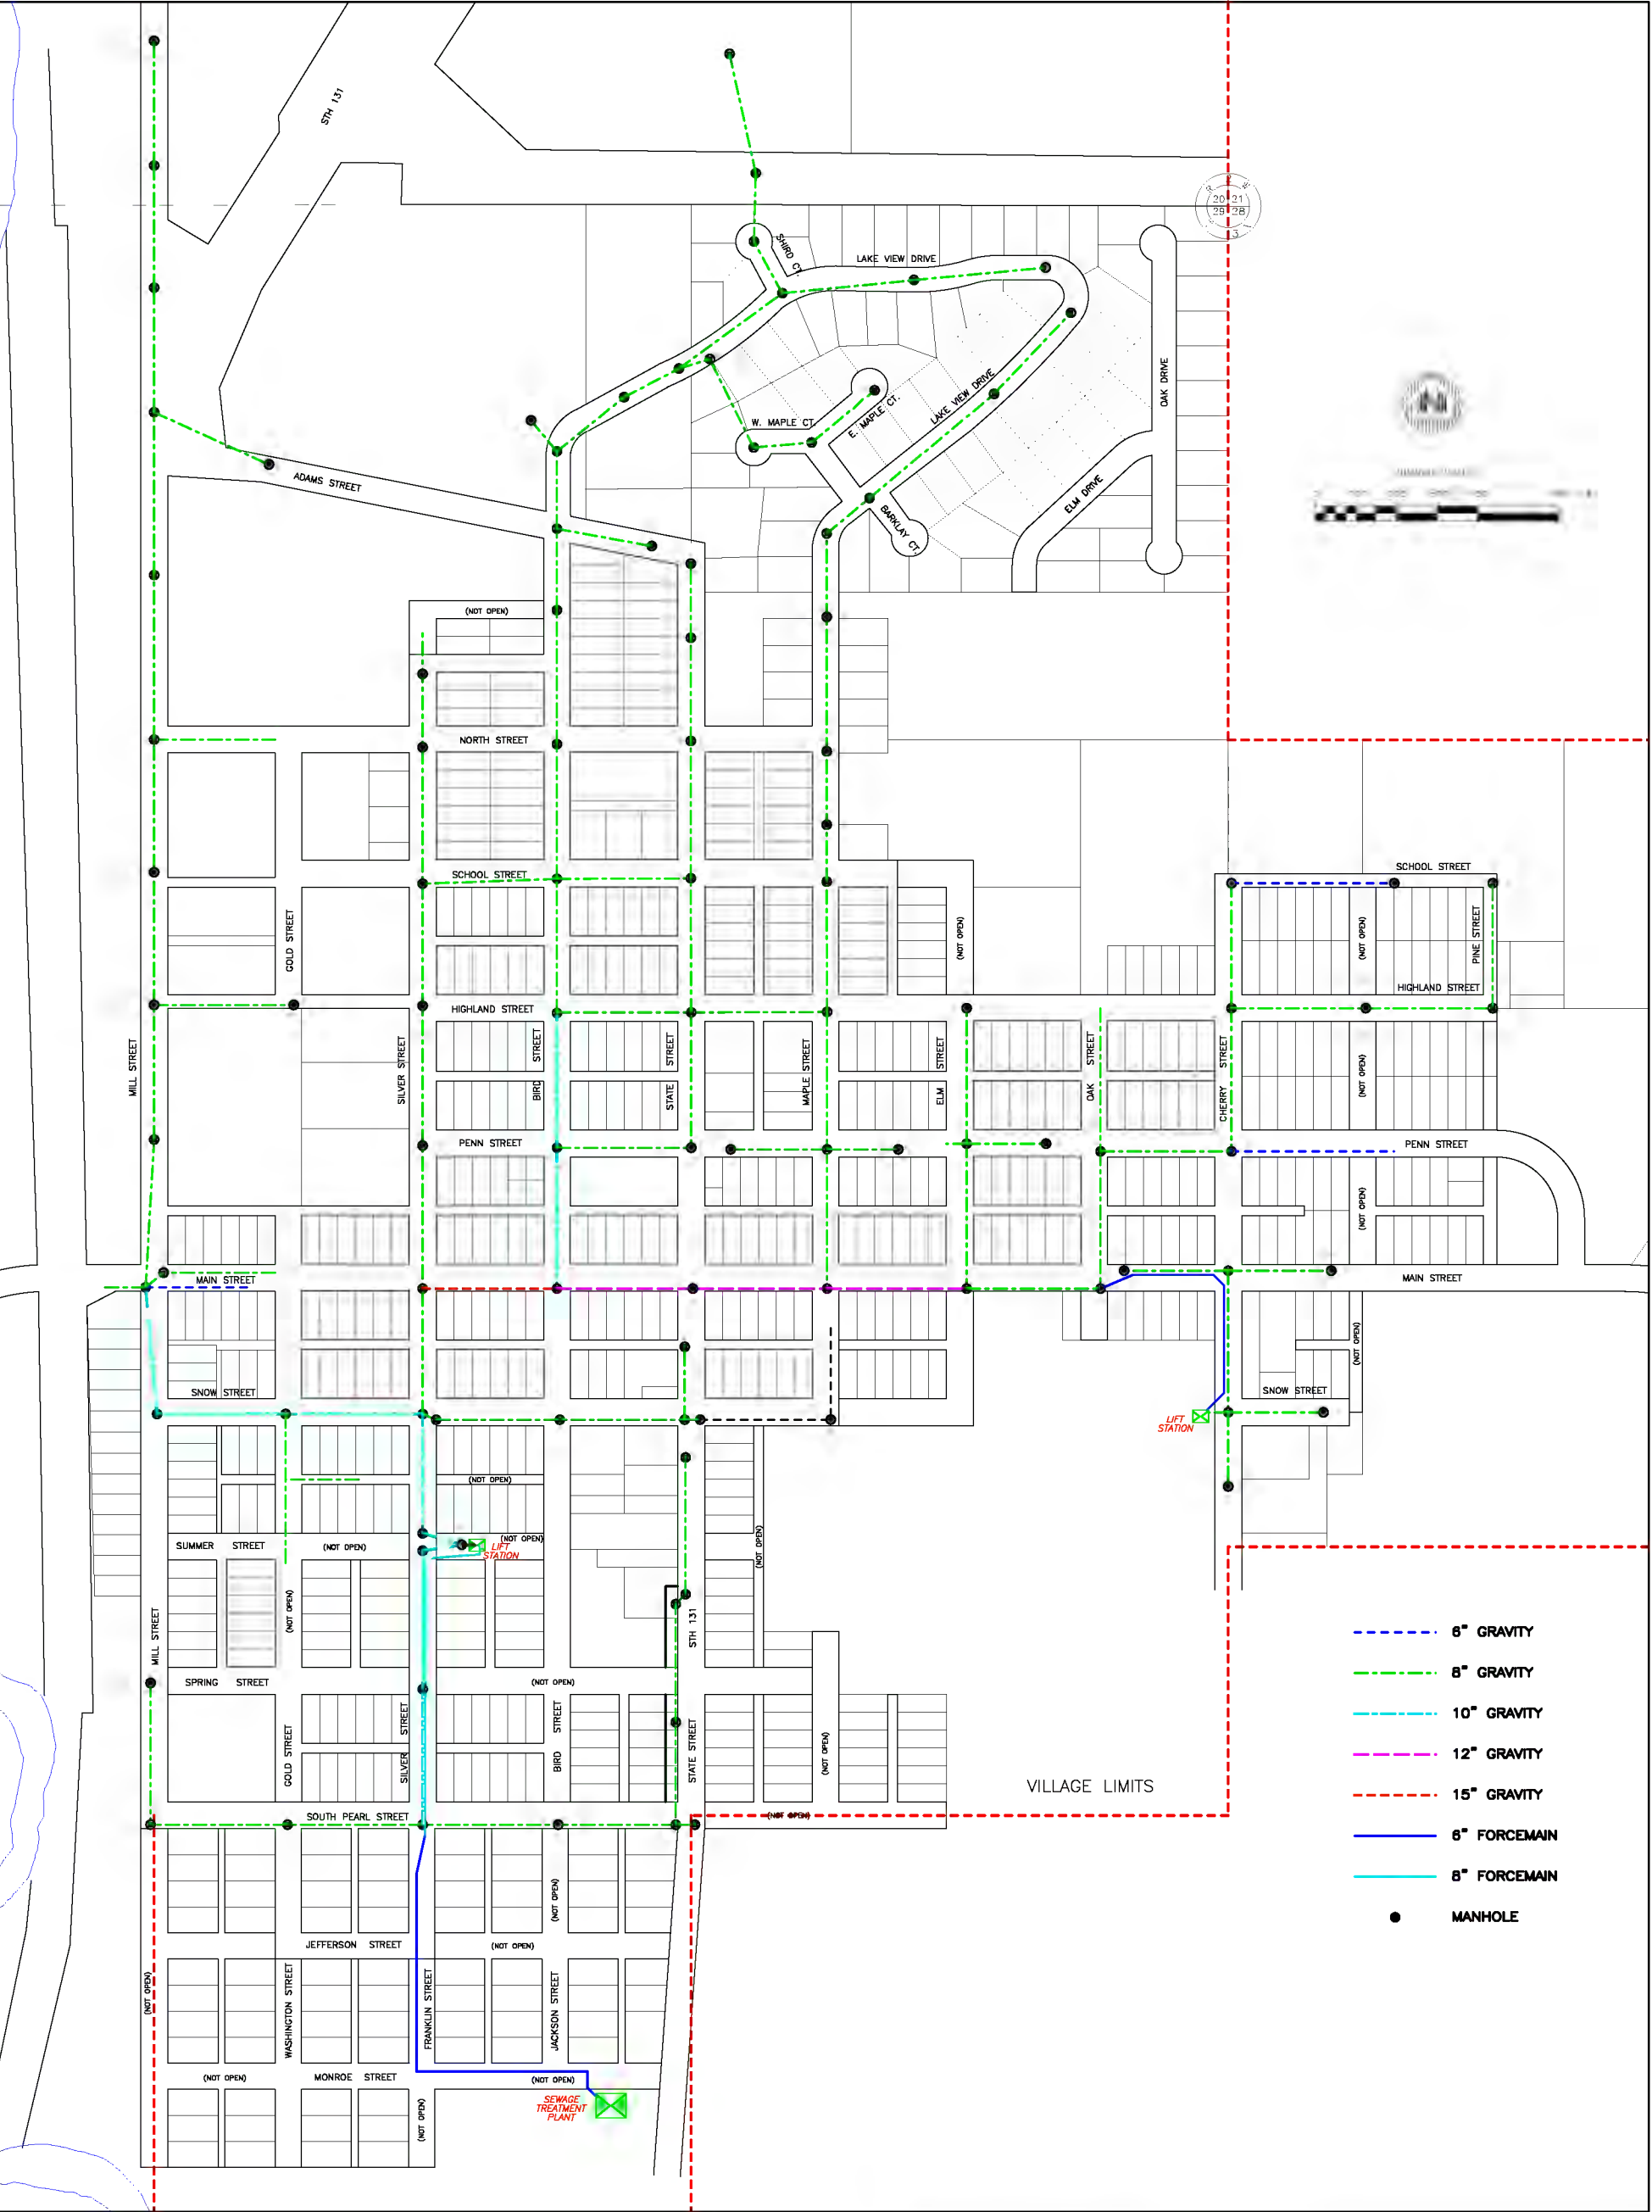 STH 131
20 21
29 28
3
SHIRD CT.
LAKE VIEW DRIVE
OAK DRIVE
W. MAPLE CT.
E. MAPLE CT.
LAKE VIEW DRIVE
ELM DRIVE
BARKLAY CT.
ADAMS STREET
(NOT OPEN)
NORTH STREET
SCHOOL STREET
SCHOOL STREET
GOLD STREET
(NOT OPEN)
(NOT OPEN)
PINE STREET
HIGHLAND STREET
HIGHLAND STREET
MILL STREET
SILVER STREET
BIRD STREET
STATE STREET
MAPLE STREET
ELM STREET
OAK STREET
CHERRY STREET
(NOT OPEN)
PENN STREET
PENN STREET
(NOT OPEN)
MAIN STREET
MAIN STREET
(NOT OPEN)
SNOW STREET
SNOW STREET
LIFT
STATION
(NOT OPEN)
SUMMER STREET
(NOT OPEN)
(NOT OPEN)
LIFT
STATION
(NOT OPEN)
(NOT OPEN)
MILL STREET
STH 131
SPRING STREET
(NOT OPEN)
GOLD STREET
SILVER STREET
BIRD STREET
STATE STREET
(NOT OPEN)
VILLAGE LIMITS
SOUTH PEARL STREET
(NOT OPEN)
6" GRAVITY
8" GRAVITY
10" GRAVITY
12" GRAVITY
15" GRAVITY
6" FORCEMAIN
8" FORCEMAIN
MANHOLE
(NOT OPEN)
JEFFERSON STREET
(NOT OPEN)
(NOT OPEN)
WASHINGTON STREET
FRANKLIN STREET
JACKSON STREET
(NOT OPEN)
MONROE STREET
(NOT OPEN)
(NOT OPEN)
SEWAGE
TREATMENT
PLANT